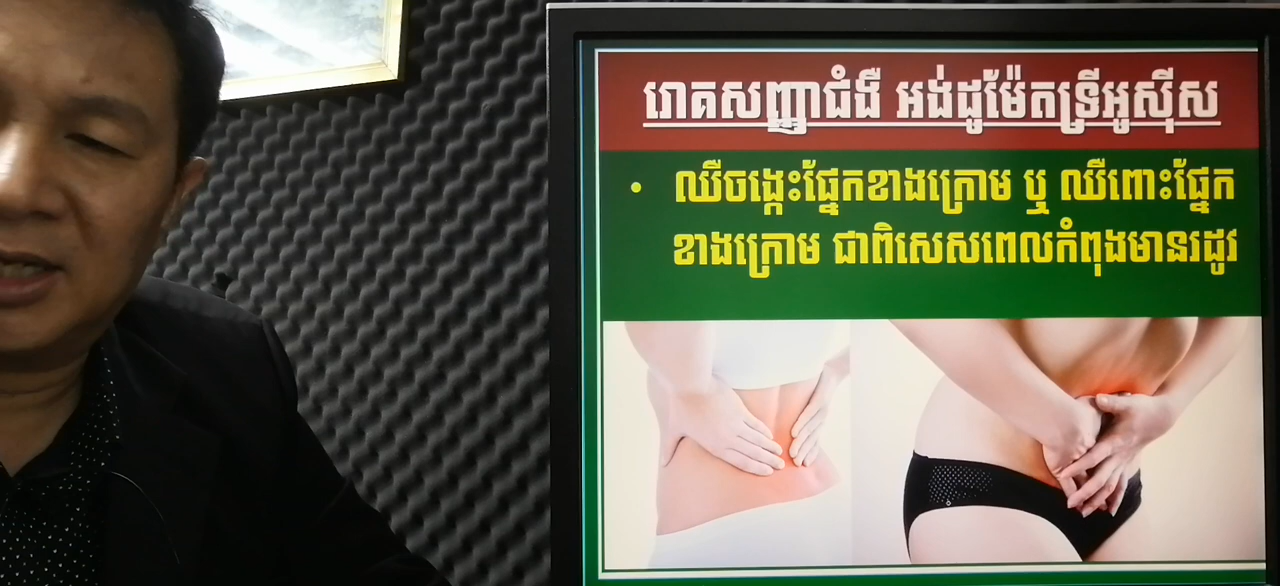 រោគសញ្ញាជំងឺ អង់ដូម៉ែតទ្រីអូស៊ីស
• ឈឺចង្កេះផ្នែកខាងក្រោម ឬ ឈឺពោះផ្នែក
ខាងក្រោម ជាពិសេសពេលកំពុងមានរដូវ